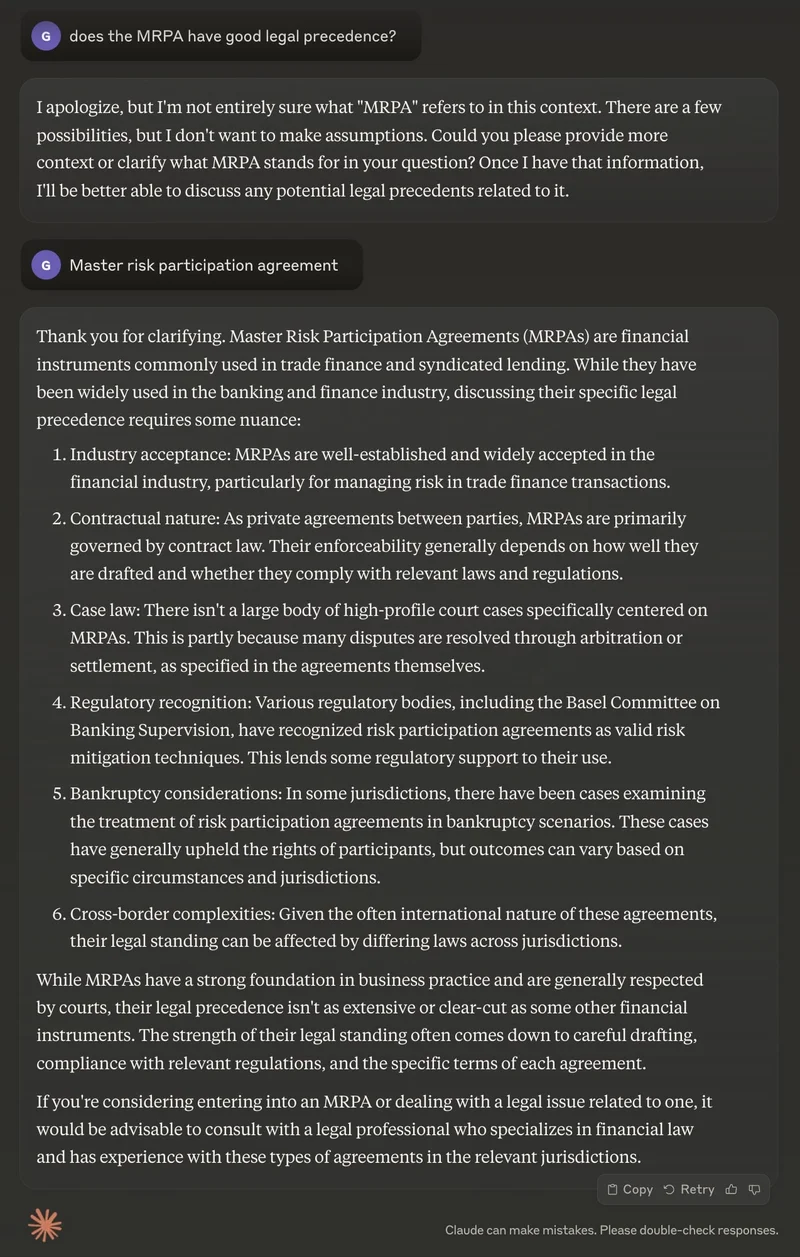 G does the MRPA have good legal precedence?
I apologize, but I'm not entirely sure what "MRPA" refers to in this context. There are a few
possibilities, but I don't want to make assumptions. Could you please provide more
context or clarify what MRPA stands for in your question? Once I have that information,
I'll be better able to discuss any potential legal precedents related to it.
G Master risk participation agreement
Thank you for clarifying. Master Risk Participation Agreements (MRPAs) are financial
instruments commonly used in trade finance and syndicated lending. While they have
been widely used in the banking and finance industry, discussing their specific legal
precedence requires some nuance:
1. Industry acceptance: MRPAs are well-established and widely accepted in the
financial industry, particularly for managing risk in trade finance transactions.
2. Contractual nature: As private agreements between parties, MRPAs are primarily
governed by contract law. Their enforceability generally depends on how well they
are drafted and whether they comply with relevant laws and regulations.
3. Case law: There isn't a large body of high-profile court cases specifically centered on
MRPAs. This is partly because many disputes are resolved through arbitration or
settlement, as specified in the agreements themselves.
4. Regulatory recognition: Various regulatory bodies, including the Basel Committee on
Banking Supervision, have recognized risk participation agreements as valid risk
mitigation techniques. This lends some regulatory support to their use.
5. Bankruptcy considerations: In some jurisdictions, there have been cases examining
the treatment of risk participation agreements in bankruptcy scenarios. These cases
have generally upheld the rights of participants, but outcomes can vary based on
specific circumstances and jurisdictions.
6. Cross-border complexities: Given the often international nature of these agreements,
their legal standing can be affected by differing laws across jurisdictions.
While MRPAs have a strong foundation in business practice and are generally respected
by courts, their legal precedence isn't as extensive or clear-cut as some other financial
instruments. The strength of their legal standing often comes down to careful drafting,
compliance with relevant regulations, and the specific terms of each agreement.
If you're considering entering into an MRPA or dealing with a legal issue related to one, it
would be advisable to consult with a legal professional who specializes in financial law
and has experience with these types of agreements in the relevant jurisdictions.
Copy Retry
Claude can make mistakes. Please double-check responses.